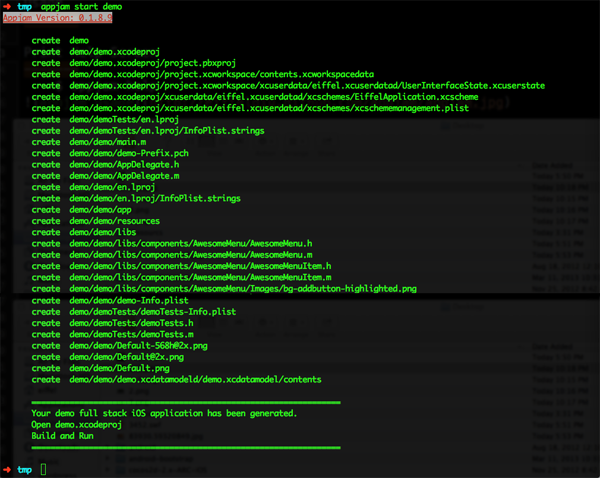 ➜ tmp appjam start demo
Appjam Version: 0.1.8.9
create demo
create demo/demo.xcodeproj
create demo/demo.xcodeproj/project.pbxproj
create demo/demo.xcodeproj/project.xcworkspace/contents.xcworkspacedata
create demo/demo.xcodeproj/project.xcworkspace/xcuserdata/eiffel.xcuserdatad/UserInterfaceState.xcuserstate
create demo/demo.xcodeproj/xcuserdata/eiffel.xcuserdatad/xcschemes/EiffelApplication.xcscheme
create demo/demo.xcodeproj/xcuserdata/eiffel.xcuserdatad/xcschemes/xcschememanagement.plist
create demo/demoTests/en.lproj
create demo/demoTests/en.lproj/InfoPlist.strings
create demo/demo/main.m
create demo/demo/demo-Prefix.pch
create demo/demo/AppDelegate.h
create demo/demo/AppDelegate.m
create demo/demo/en.lproj
create demo/demo/en.lproj/InfoPlist.strings
create demo/demo/app
create demo/demo/resources
create demo/demo/libs
create demo/demo/libs/components/AwesomeMenu/AwesomeMenu.h
create demo/demo/libs/components/AwesomeMenu/AwesomeMenu.m
create demo/demo/libs/components/AwesomeMenu/AwesomeMenuItem.h
create demo/demo/libs/components/AwesomeMenu/AwesomeMenuItem.m
create demo/demo/libs/components/AwesomeMenu/Images/bg-addbutton-highlighted.png
create demo/demo/demo-Info.plist
create demo/demoTests/demoTests-Info.plist
create demo/demoTests/demoTests.h
create demo/demoTests/demoTests.m
create demo/demo/Default-568h@2x.png
create demo/demo/Default@2x.png
create demo/demo/Default.png
create demo/demo/demo.xcdatamodeld/demo.xcdatamodel/contents
Your demo full stack iOS application has been generated.
Open demo.xcodeproj
Build and Run
➜ tmp